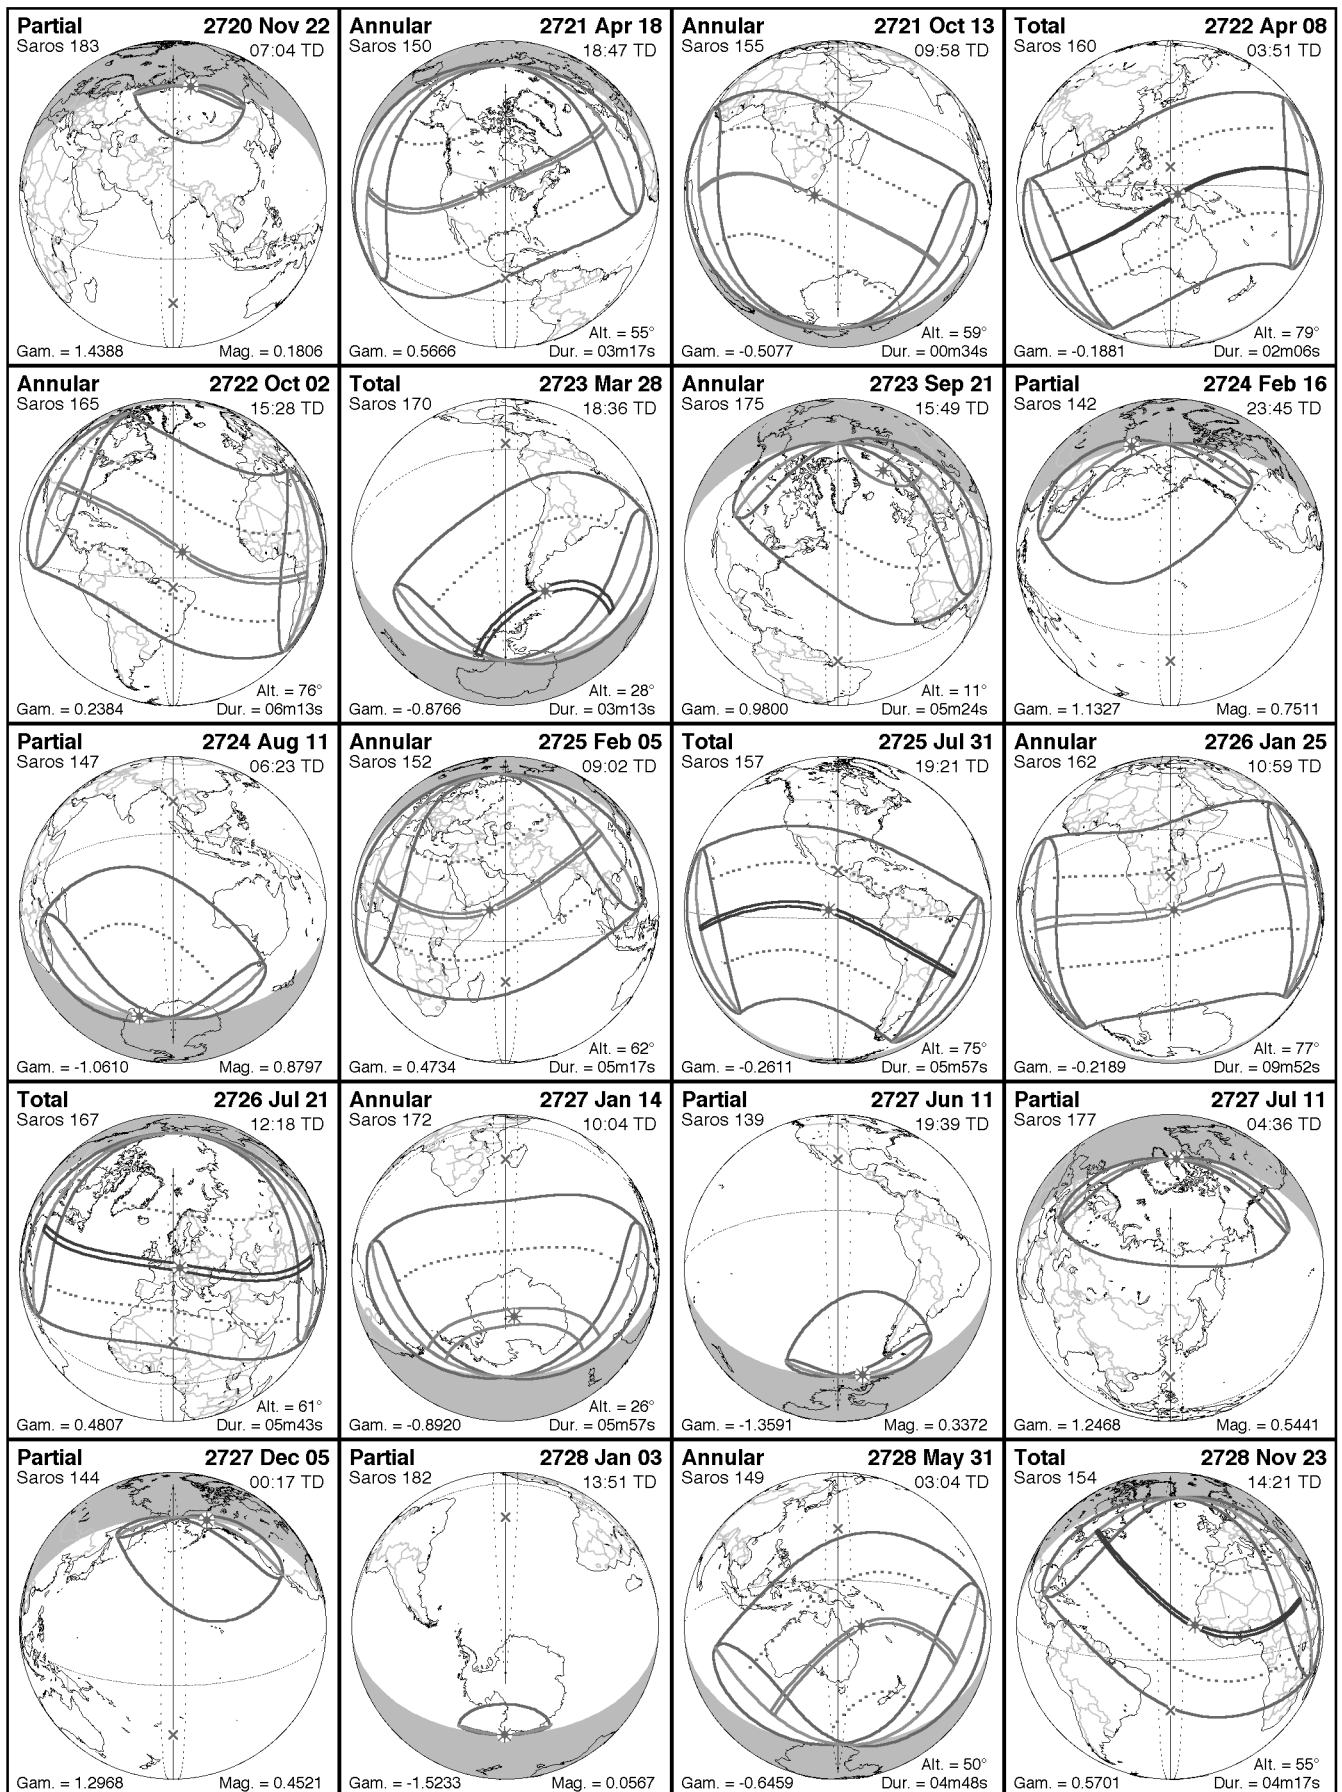 Partial 2720 Nov 22
Saros 183 07:04 TD
Gam. = 1.4388 Mag. = 0.1806
Annular 2721 Apr 18
Saros 150 18:47 TD
Alt. = 55°
Gam. = 0.5666 Dur. = 03m17s
Annular 2721 Oct 13
Saros 155 09:58 TD
Alt. = 59°
Gam. = -0.5077 Dur. = 00m34s
Total 2722 Apr 08
Saros 160 03:51 TD
Alt. = 79°
Gam. = -0.1881 Dur. = 02m06s
Annular 2722 Oct 02
Saros 165 15:28 TD
Alt. = 76°
Gam. = 0.2384 Dur. = 06m13s
Total 2723 Mar 28
Saros 170 18:36 TD
Alt. = 28°
Gam. = -0.8766 Dur. = 03m13s
Annular 2723 Sep 21
Saros 175 15:49 TD
Alt. = 11°
Gam. = 0.9800 Dur. = 05m24s
Partial 2724 Feb 16
Saros 142 23:45 TD
Gam. = 1.1327 Mag. = 0.7511
Partial 2724 Aug 11
Saros 147 06:23 TD
Gam. = -1.0610 Mag. = 0.8797
Annular 2725 Feb 05
Saros 152 09:02 TD
Alt. = 62°
Gam. = 0.4734 Dur. = 05m17s
Total 2725 Jul 31
Saros 157 19:21 TD
Alt. = 75°
Gam. = -0.2611 Dur. = 05m57s
Annular 2726 Jan 25
Saros 162 10:59 TD
Alt. = 77°
Gam. = -0.2189 Dur. = 09m52s
Total 2726 Jul 21
Saros 167 12:18 TD
Alt. = 61°
Gam. = 0.4807 Dur. = 05m43s
Annular 2727 Jan 14
Saros 172 10:04 TD
Alt. = 26°
Gam. = -0.8920 Dur. = 05m57s
Partial 2727 Jun 11
Saros 139 19:39 TD
Gam. = -1.3591 Mag. = 0.3372
Partial 2727 Jul 11
Saros 177 04:36 TD
Gam. = 1.2468 Mag. = 0.5441
Partial 2727 Dec 05
Saros 144 00:17 TD
Gam. = 1.2968 Mag. = 0.4521
Partial 2728 Jan 03
Saros 182 13:51 TD
Gam. = -1.5233 Mag. = 0.0567
Annular 2728 May 31
Saros 149 03:04 TD
Alt. = 50°
Gam. = -0.6459 Dur. = 04m48s
Total 2728 Nov 23
Saros 154 14:21 TD
Alt. = 55°
Gam. = 0.5701 Dur. = 04m17s